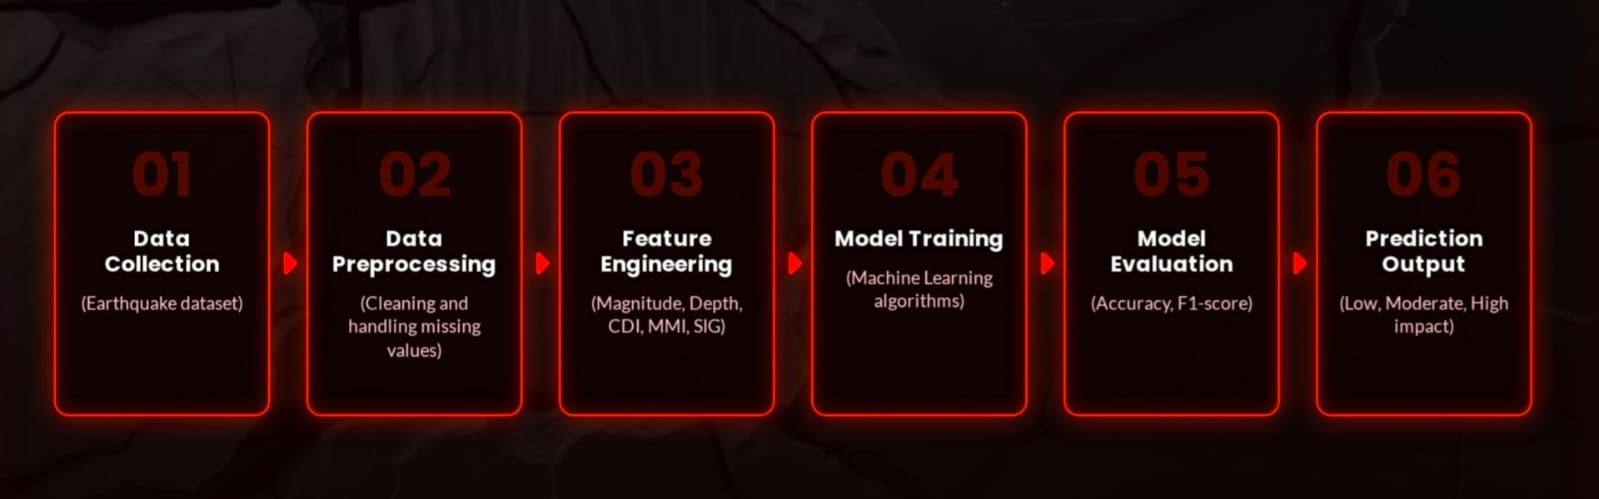 01
Data
Collection
(Earthquake dataset)
02
Data
Preprocessing
(Cleaning and
handling missing
values)
03
Feature
Engineering
(Magnitude, Depth,
CDI, MMI, SIG)
04
Model Training
(Machine Learning
algorithms)
05
Model
Evaluation
(Accuracy, F1-score)
06
Prediction
Output
(Low, Moderate, High
impact)